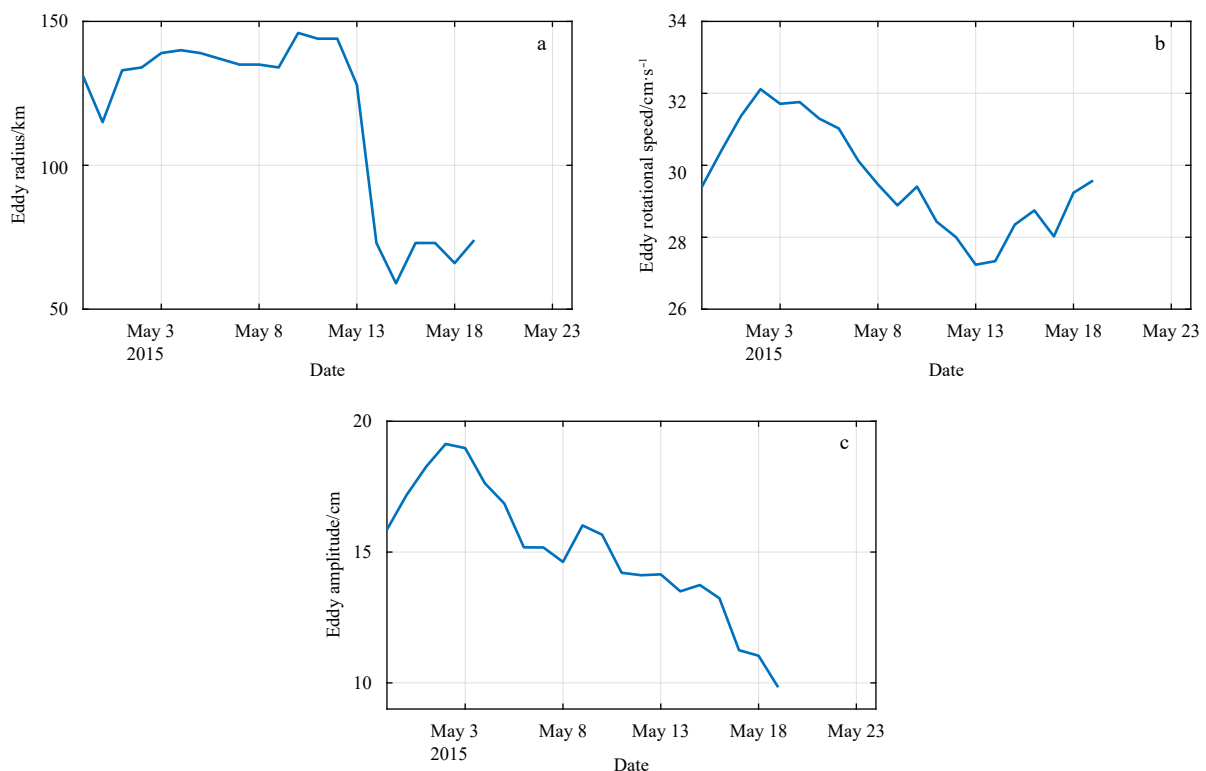 150
100
50
Eddy radius/km
a
May 3
May 8
May 13
May 18
May 23
2015
Date
34
32
30
28
26
Eddy rotational speed/cm·s⁻¹
b
May 3
May 8
May 13
May 18
May 23
2015
Date
20
15
10
Eddy amplitude/cm
c
May 3
May 8
May 13
May 18
May 23
2015
Date